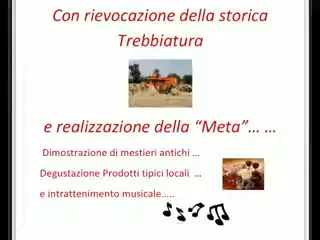 Con rievocazione della storica
Trebbiatura
e realizzazione della “Meta”… …
Dimostrazione di mestieri antichi …
Degustazione Prodotti tipici locali …
e intrattenimento musicale…..